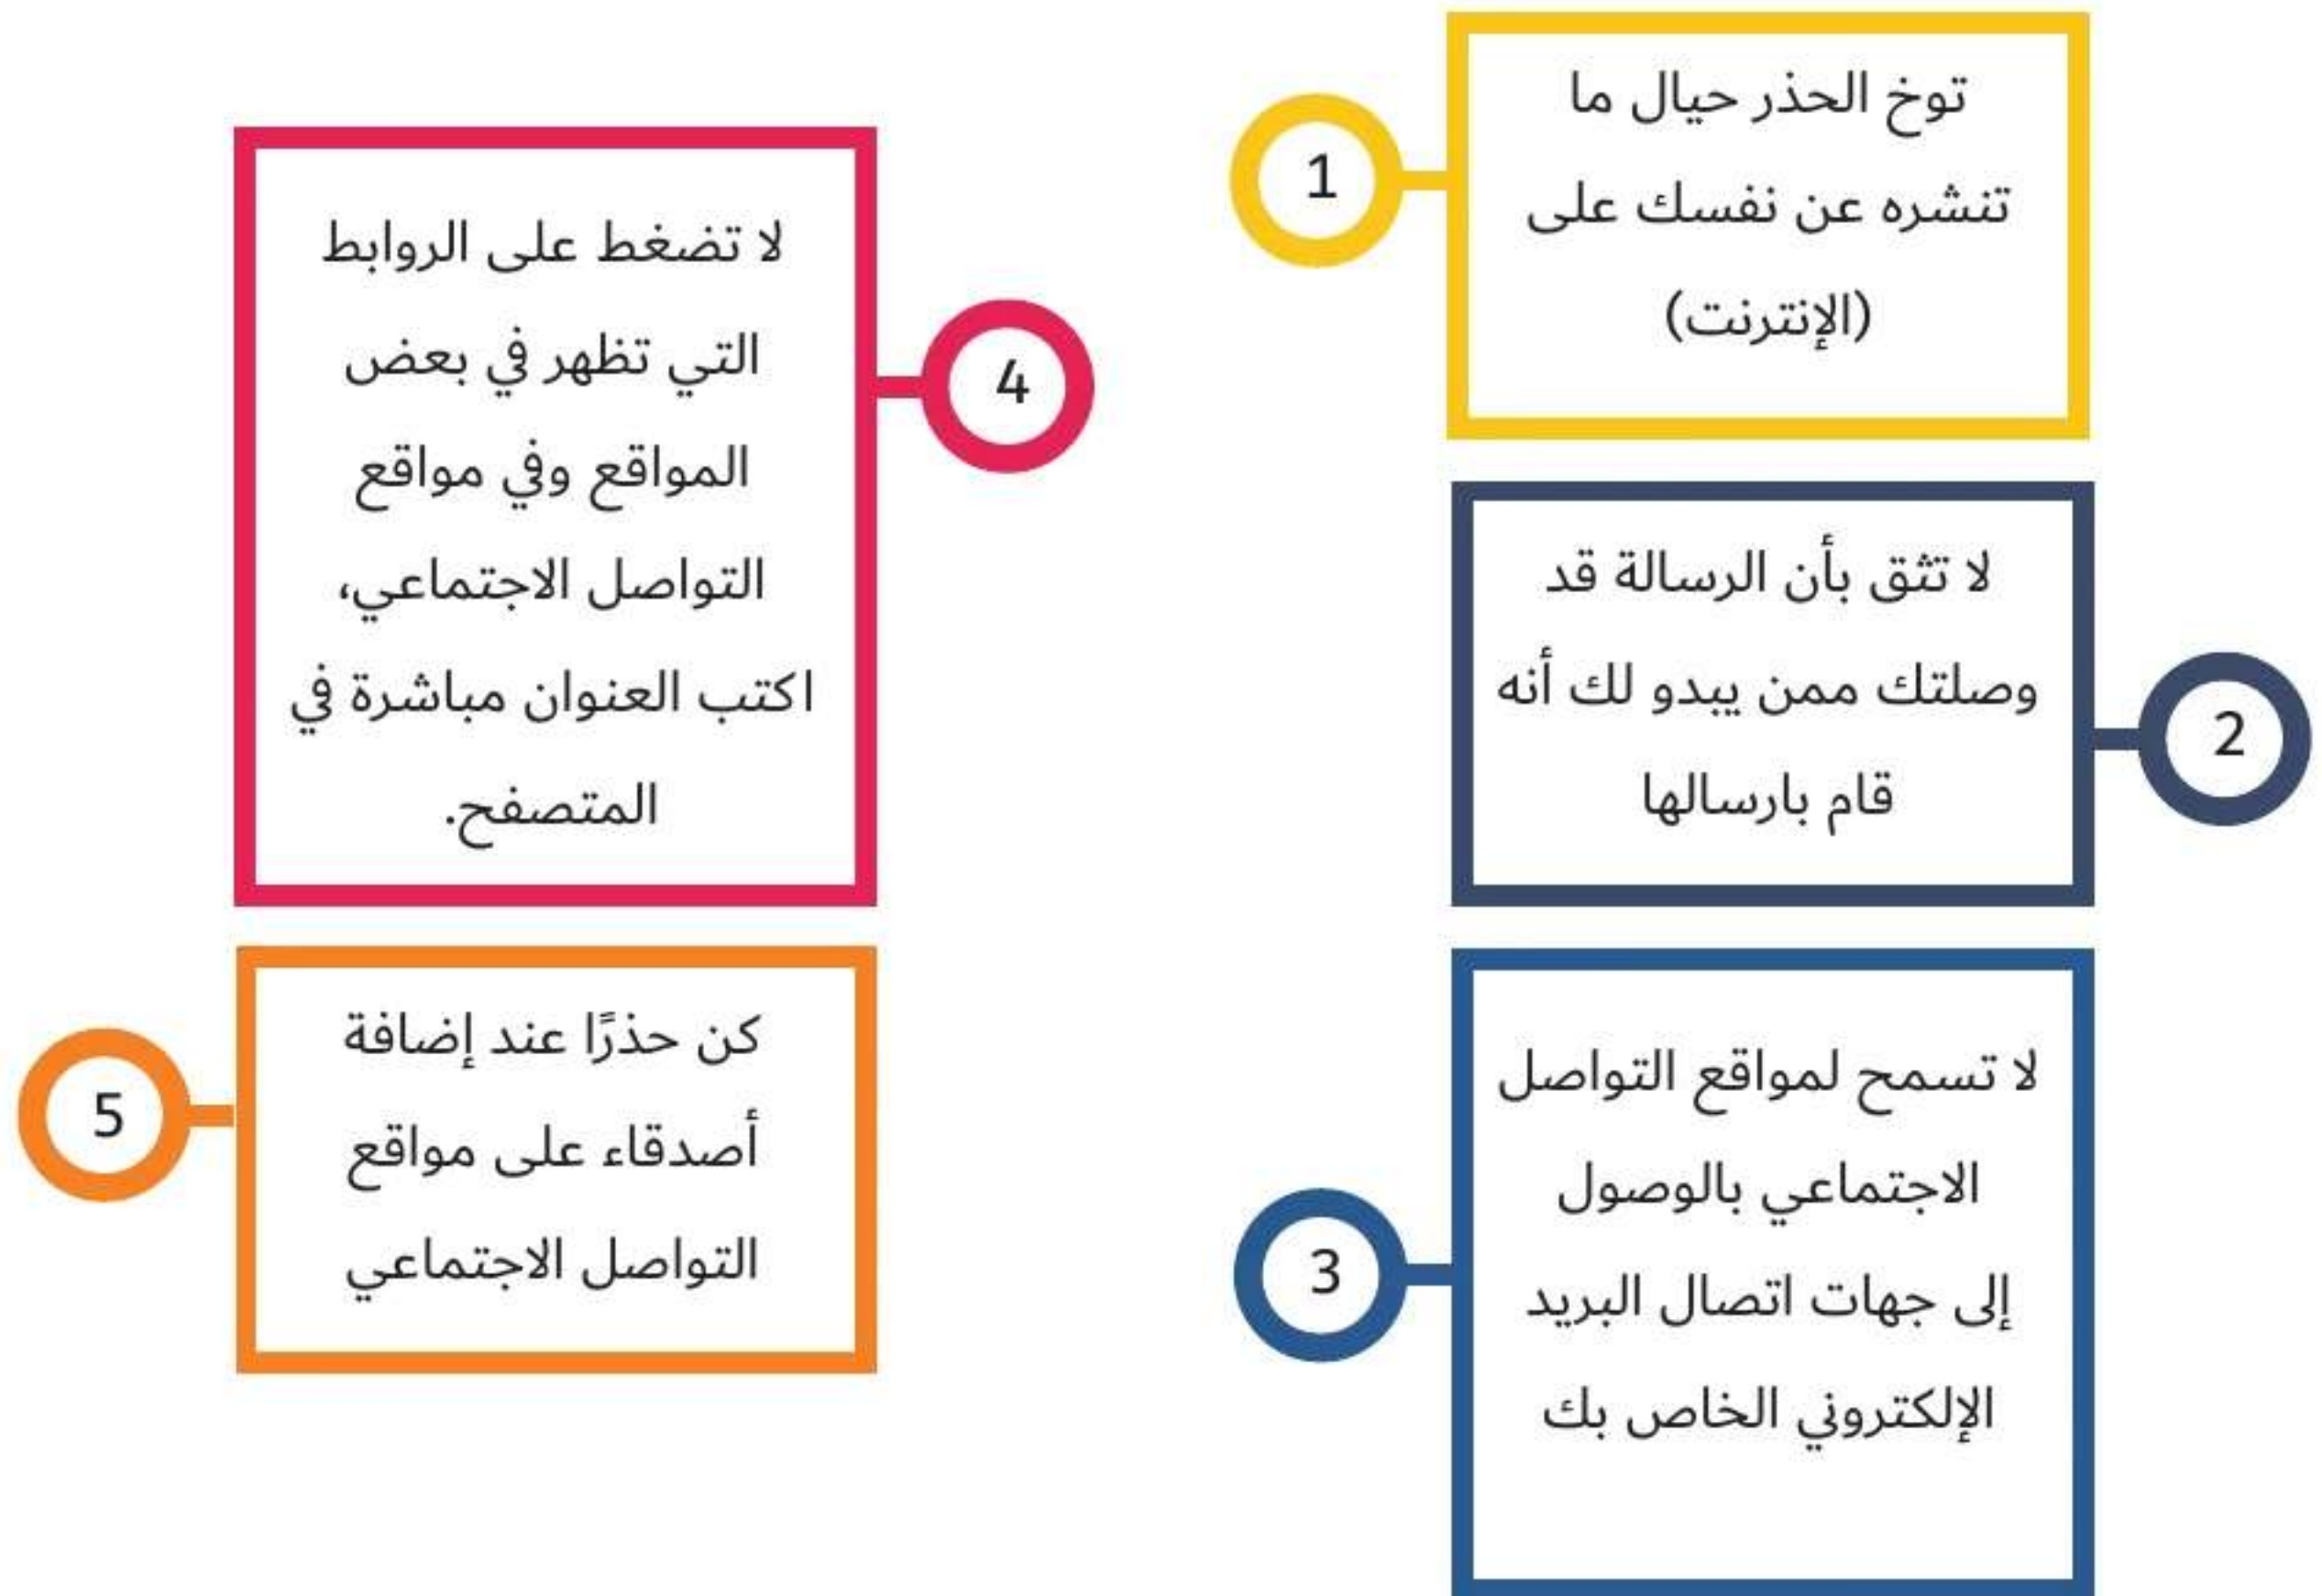 1
توخ الحذر حيال ما
تنشره عن نفسك على
(الإنترنت)
2
لا تثق بأن الرسالة قد
وصلتك ممن يبدو لك أنه
قام بارسالها
3
لا تسمح لمواقع التواصل
الاجتماعي بالوصول
إلى جهات اتصال البريد
الإلكتروني الخاص بك
4
لا تضغط على الروابط
التي تظهر في بعض
المواقع وفي مواقع
التواصل الاجتماعي،
اكتب العنوان مباشرة في
المتصفح.
5
كن حذرًا عند إضافة
أصدقاء على مواقع
التواصل الاجتماعي